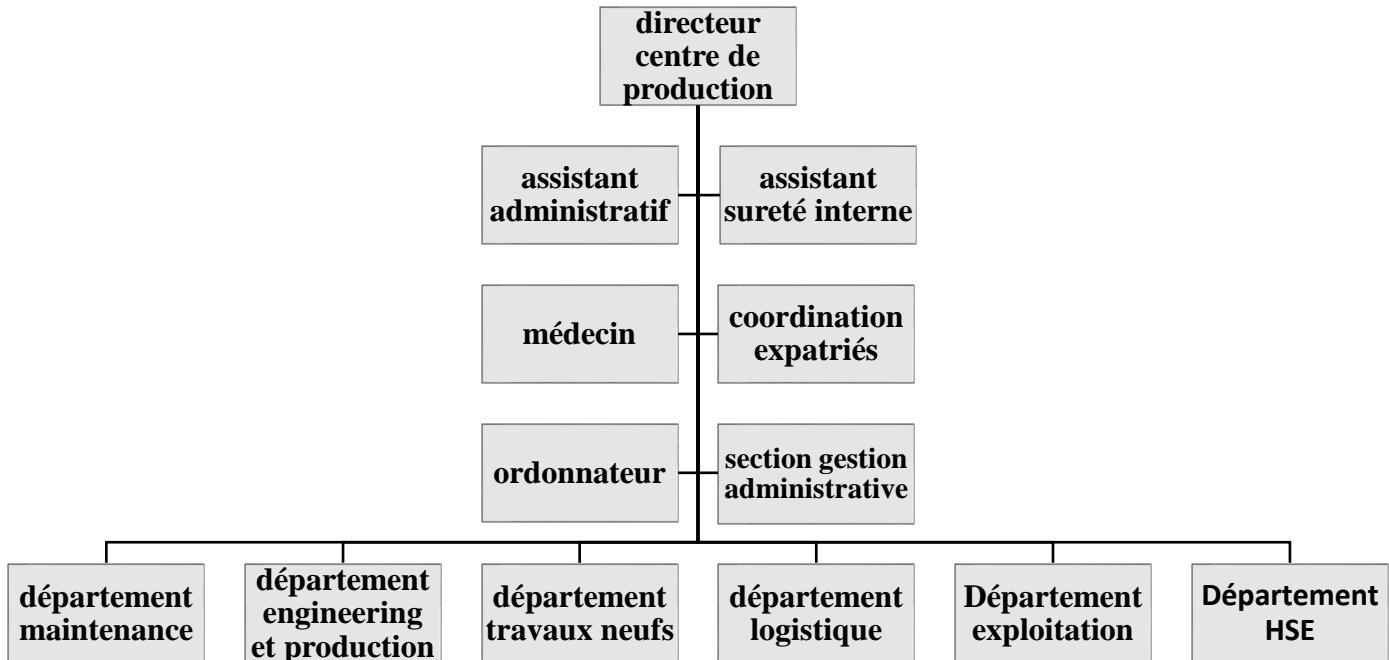 directeur
centre de
production
assistant
administratif
assistant
sureté interne
médecin
coordination
expatriés
ordonnateur
section gestion
administrative
département
maintenance
département
engineering
et production
département
travaux neufs
département
logistique
Département
exploitation
Département
HSE